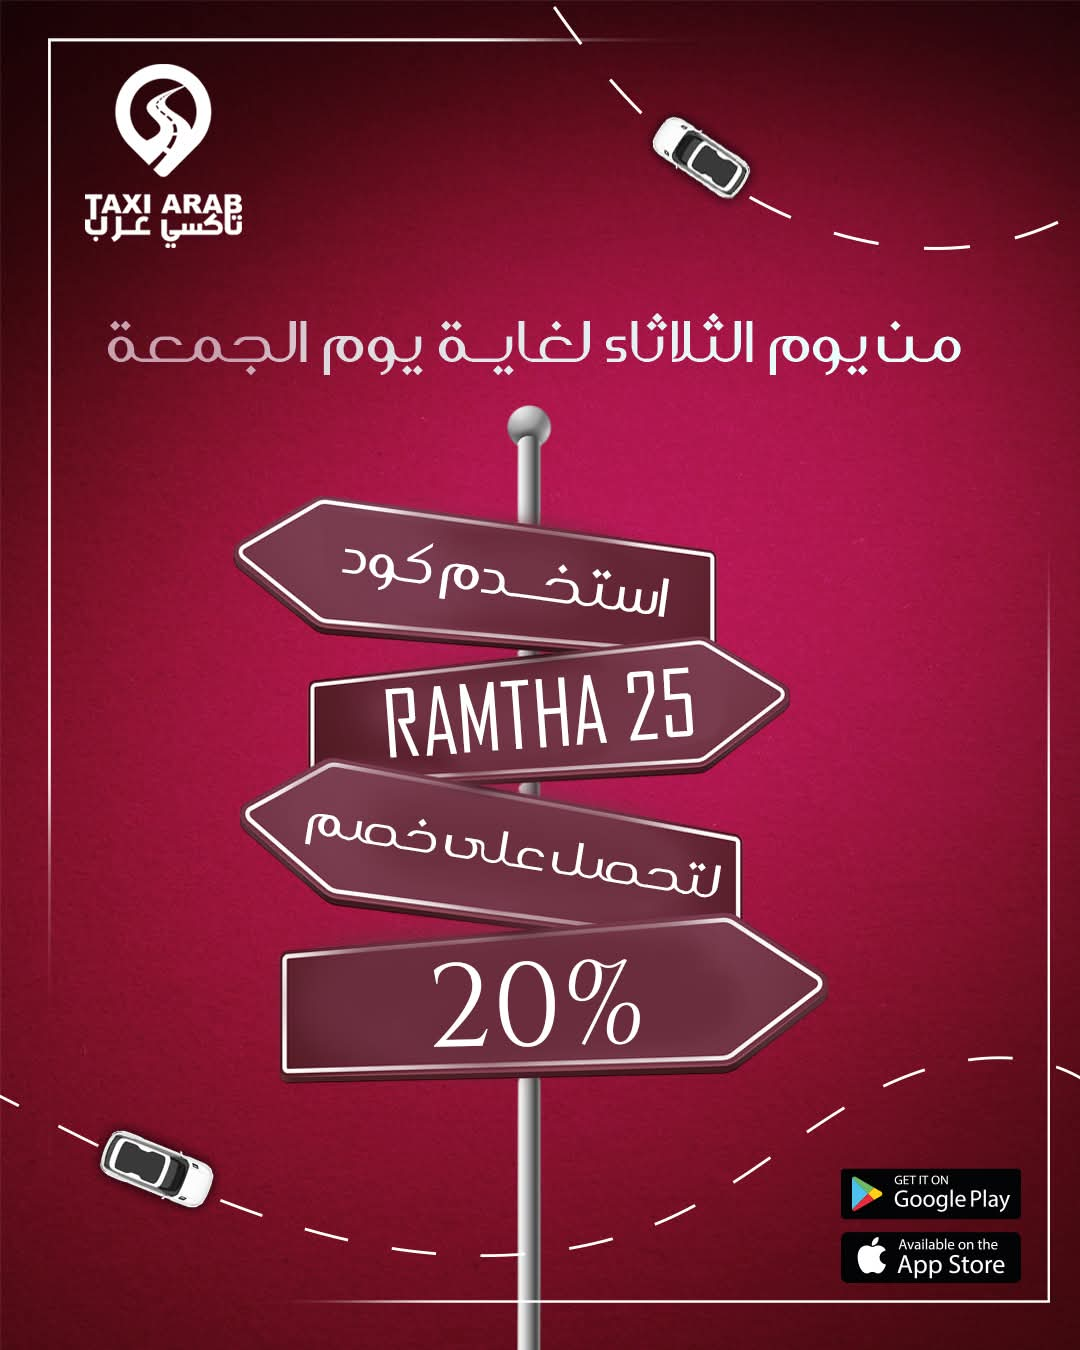 TAXI ARAB
تاكسي عرب
من يوم الثلاثاء لغاية يوم الجمعة
استخدم كود
RAMTHA 25
لتحصل على خصم
20%
GET IT ON
Google Play
Available on the
App Store